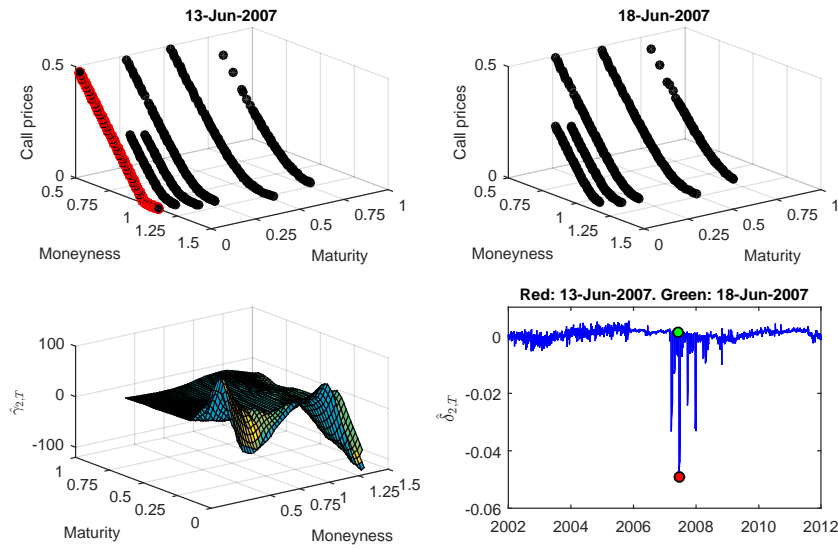 13-Jun-2007
0.5
0
Call prices
0.5
0.75
1
1.25
1.5
Moneyness
0
0.25
0.5
0.75
1
Maturity
18-Jun-2007
0.5
0
Call prices
0.5
0.75
1
1.25
1.5
Moneyness
0
0.25
0.5
0.75
1
Maturity
100
0
-100
γ̂2,T
1
0.75
0.5
0.25
0
Maturity
0.5
0.75
1
1.25
1.5
Moneyness
Red: 13-Jun-2007. Green: 18-Jun-2007
0
-0.02
-0.04
-0.06
δ̂2,T
2002 2004 2006 2008 2010 2012